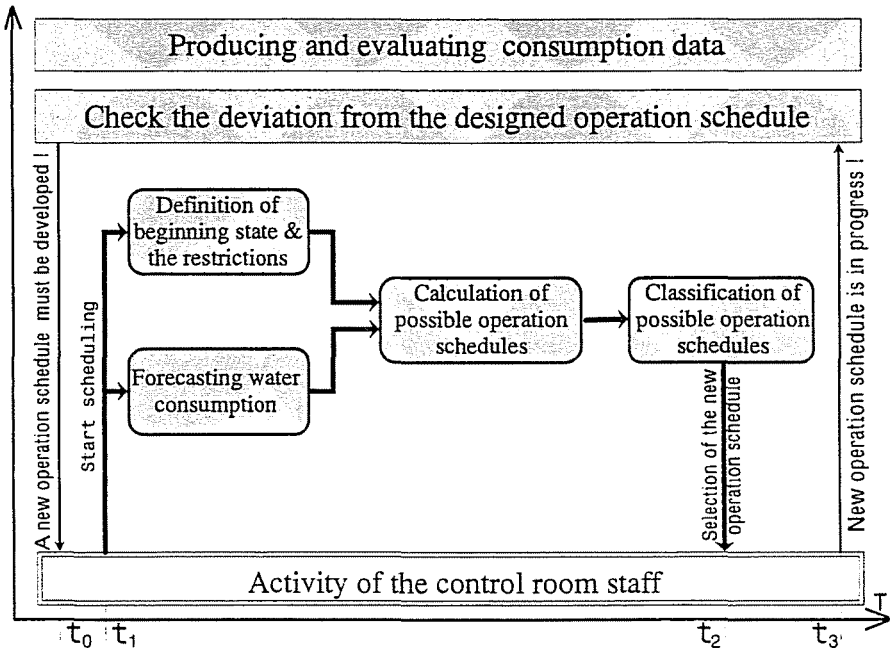 Producing and evaluating consumption data
Check the deviation from the designed operation schedule
A new operation schedule must be developed !
Start scheduling
Definition of
beginning state &
the restrictions
Forecasting water
consumption
Calculation of
possible operation
schedules
Classification of
possible operation
schedules
Selection of the new
operation schedule
New operation schedule is in progress !
Activity of the control room staff
T
t₀
t₁
t₂
t₃